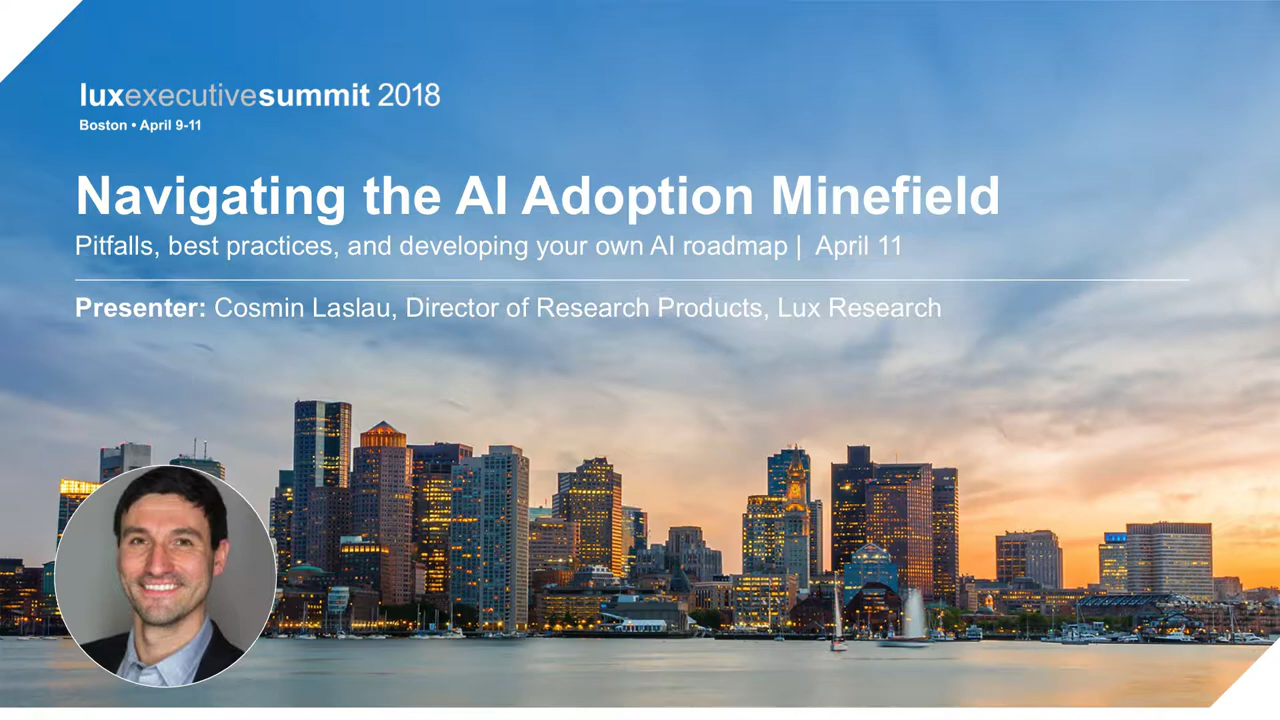 luxexecutivesummit 2018
Boston • April 9-11
Navigating the AI Adoption Minefield
Pitfalls, best practices, and developing your own AI roadmap | April 11
Presenter: Cosmin Laslau, Director of Research Products, Lux Research